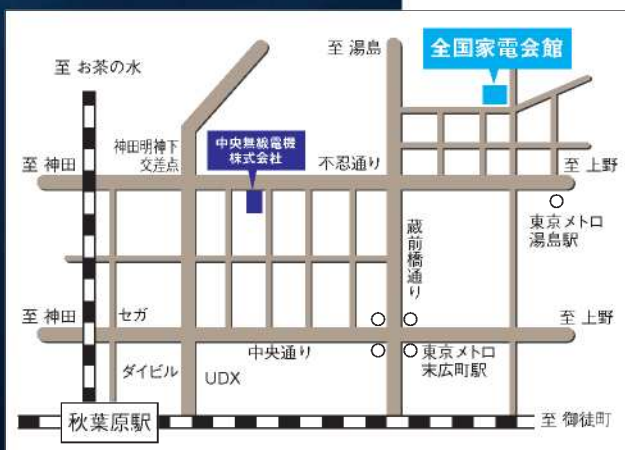 至 湯島
全国家電会館
至 お茶の水
神田明神下
交差点
中央無線電機
株式会社
不忍通り
至 神田
至 上野
東京メトロ
湯島駅
蔵前橋通り
至 神田
セガ
至 上野
中央通り
東京メトロ
末広町駅
ダイビル
UDX
秋葉原駅
至 御徒町